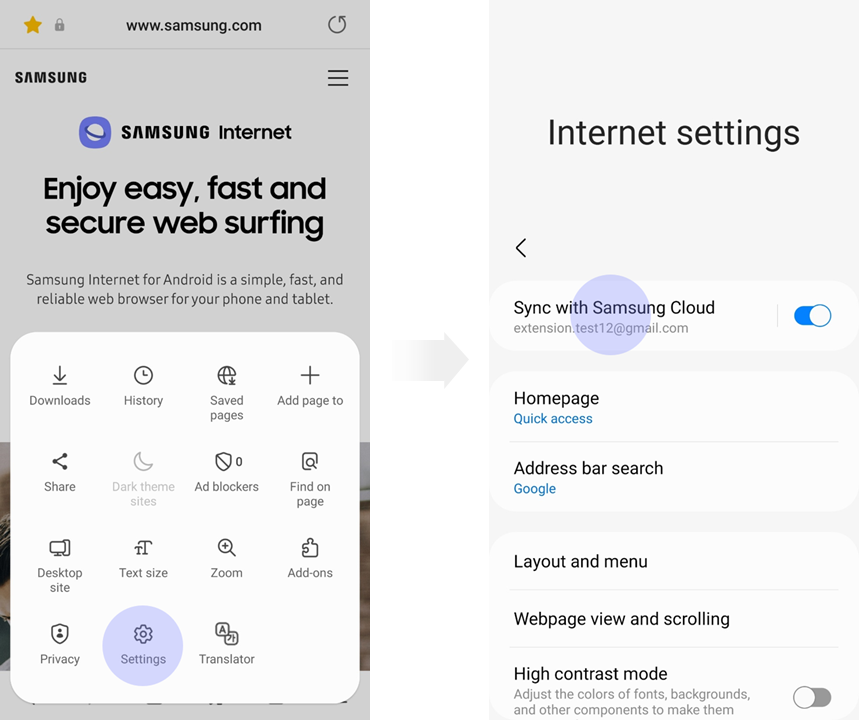 www.samsung.com
SAMSUNG
SAMSUNG Internet
Enjoy easy, fast and
secure web surfing
Samsung Internet for Android is a simple, fast, and
reliable web browser for your phone and tablet.
Downloads
History
Saved
pages
Add page to
Share
Dark theme
sites
Ad blockers
0
Find on
page
Desktop
site
Text size
Zoom
Add-ons
Privacy
Settings
Translator
Internet settings
Sync with Samsung Cloud
extension.test12@gmail.com
Homepage
Quick access
Address bar search
Google
Layout and menu
Webpage view and scrolling
High contrast mode
Adjust the colors of fonts, backgrounds,
and other components to make them